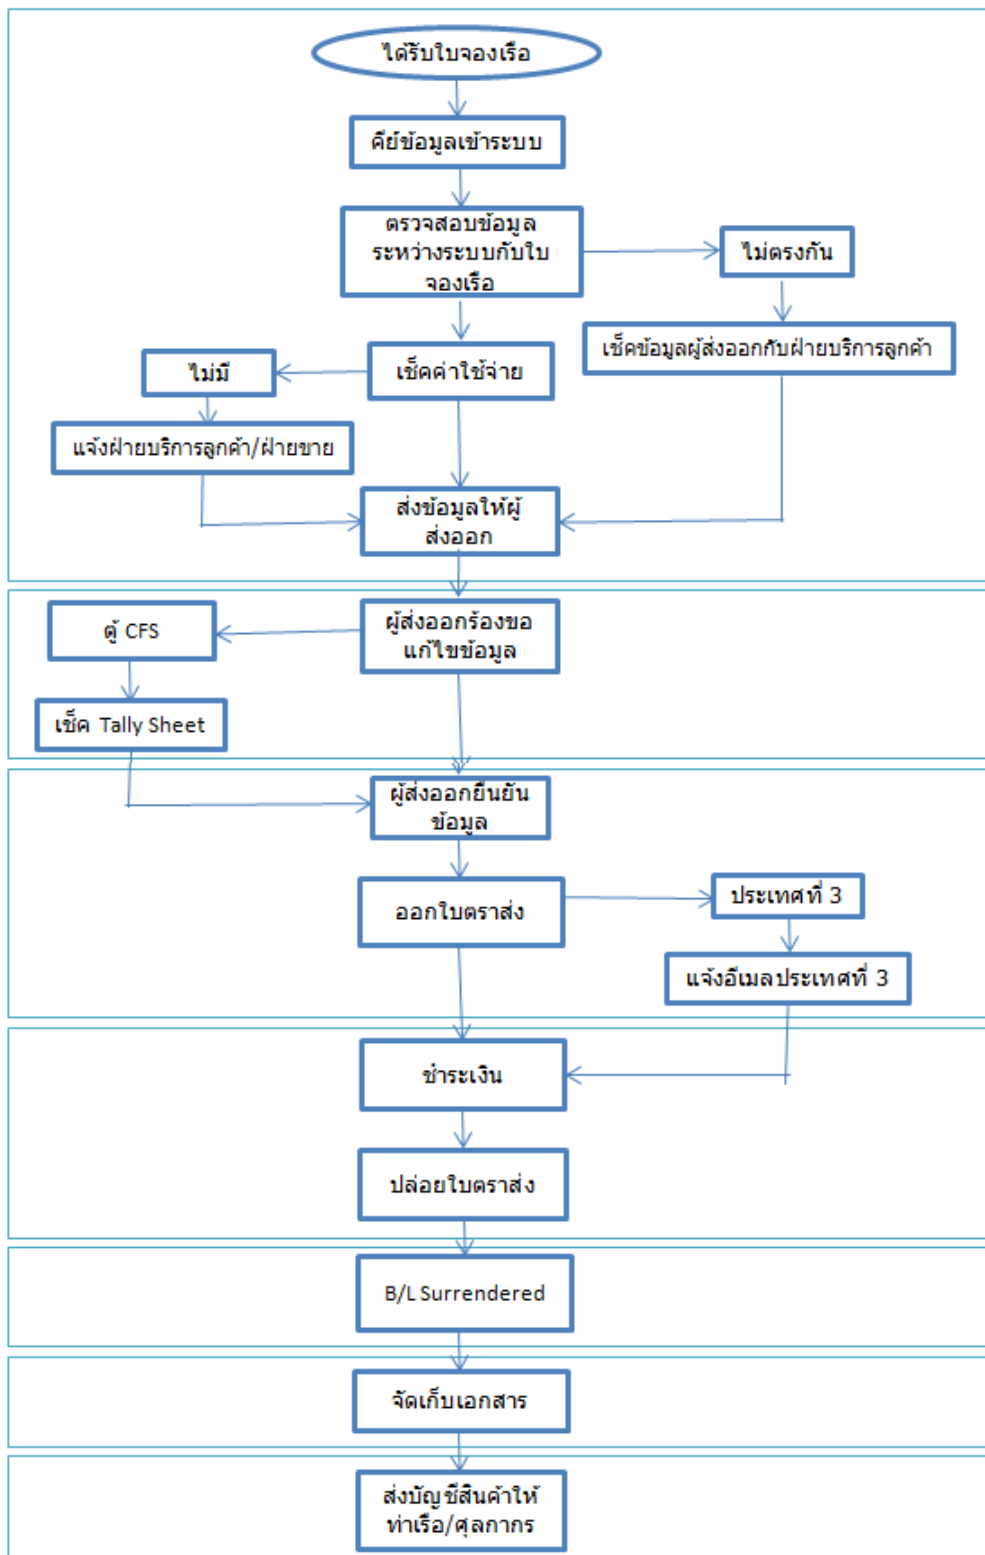 ได้รับใบจองเรือ
คีย์ข้อมูลเข้าระบบ
ตรวจสอบข้อมูล
ระหว่างระบบกับใบ
จองเรือ
ไม่ตรงกัน
เช็คข้อมูลผู้ส่งออกกับฝ่ายบริการลูกค้า
เช็คค่าใช้จ่าย
ไม่มี
แจ้งฝ่ายบริการลูกค้า/ฝ่ายขาย
ส่งข้อมูลให้ผู้
ส่งออก
ผู้ส่งออกร้องขอ
แก้ไขข้อมูล
ตู้ CFS
เช็ค Tally Sheet
ผู้ส่งออกยืนยัน
ข้อมูล
ออกใบตราส่ง
ประเทศที่ 3
แจ้งอีเมลประเทศที่ 3
ชำระเงิน
ปล่อยใบตราส่ง
B/L Surrendered
จัดเก็บเอกสาร
ส่งบัญชีสินค้าให้
ท่าเรือ/ศุลกากร